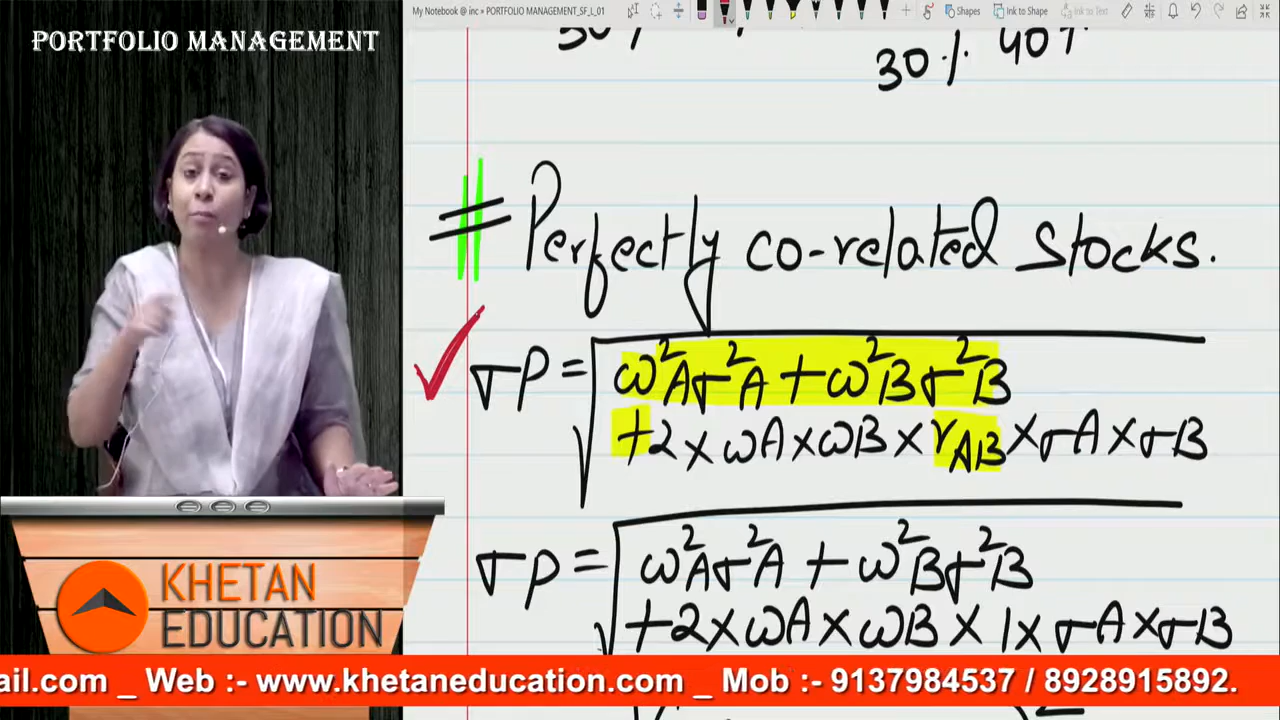 My Notebook @ inc » PORTFOLIO MANAGEMENT_SF_L_01
Shapes
Ink to Shape
Ink to Text
PORTFOLIO MANAGEMENT
30% 40%
Perfectly co-related stocks.
σP = √ω²Aσ²A + ω²Bσ²B
+2×ωA×ωB×rAB×σA×σB
σP = √ω²Aσ²A + ω²Bσ²B
+2×ωA×ωB×1×σA×σB
KHETAN
EDUCATION
ail.com _ Web :- www.khetaneducation.com _ Mob :- 9137984537 / 8928915892.